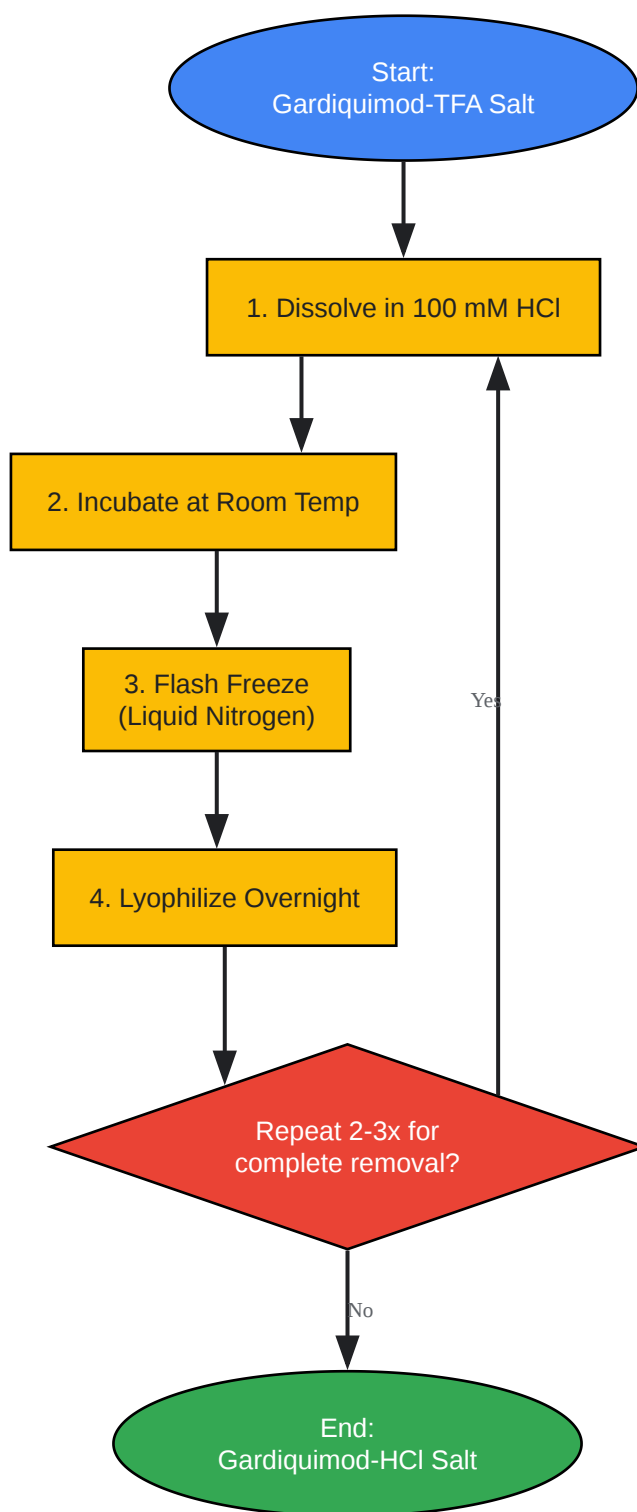 Start:
Gardiquimod-TFA Salt
1. Dissolve in 100 mM HCl
2. Incubate at Room Temp
3. Flash Freeze
(Liquid Nitrogen)
Yes
4. Lyophilize Overnight
Repeat 2-3x for
complete removal?
No
End:
Gardiquimod-HCl Salt